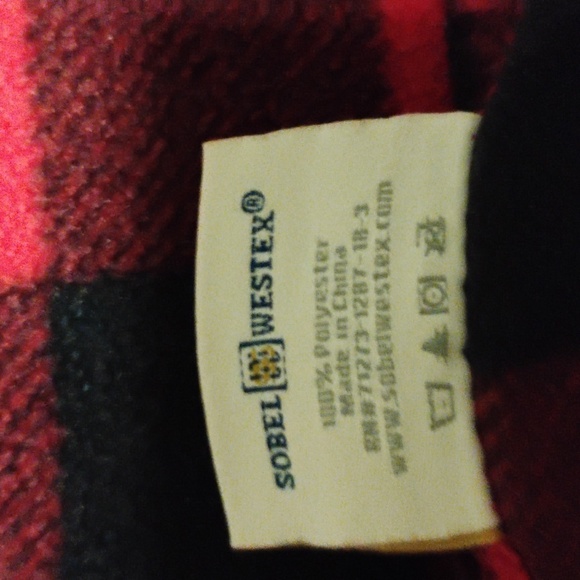 SOBEL WESTEX®
100% Polyester
Made in China
RN#71273-1287-18-3
www.sobelwestex.com